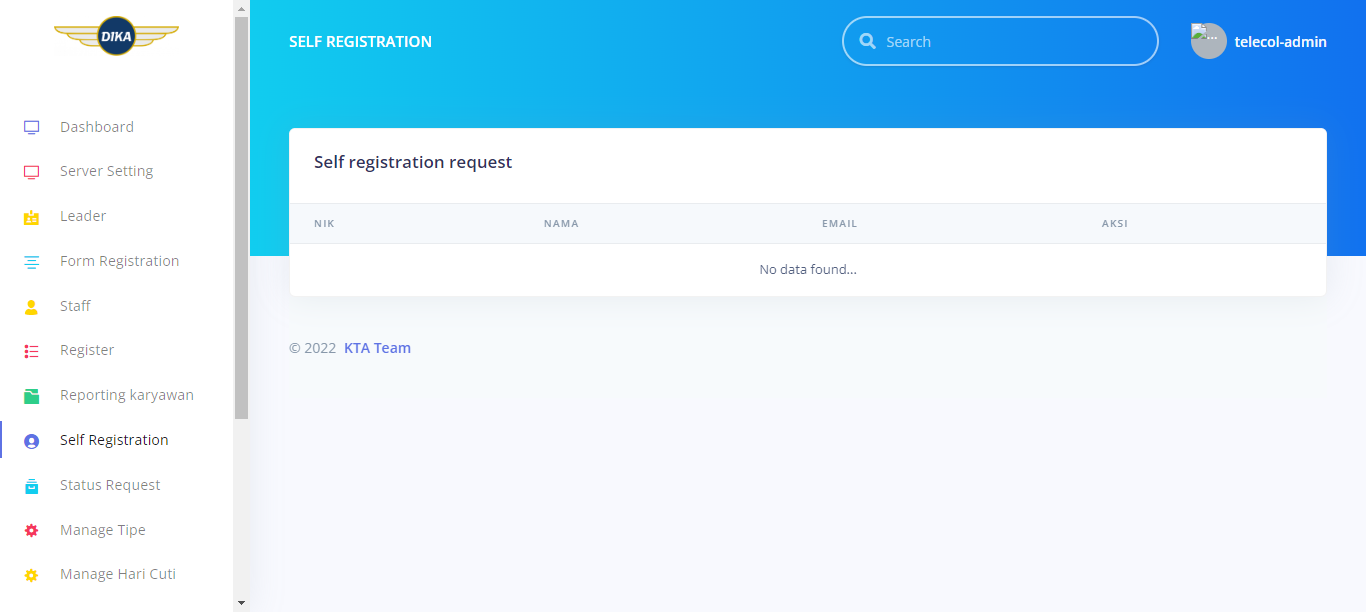 DIKA
Dashboard
Server Setting
Leader
Form Registration
Staff
Register
Reporting karyawan
Self Registration
Status Request
Manage Tipe
Manage Hari Cuti
SELF REGISTRATION
Search
telecol-admin
Self registration request
NIK NAMA EMAIL AKSI
No data found...
© 2022 KTA Team